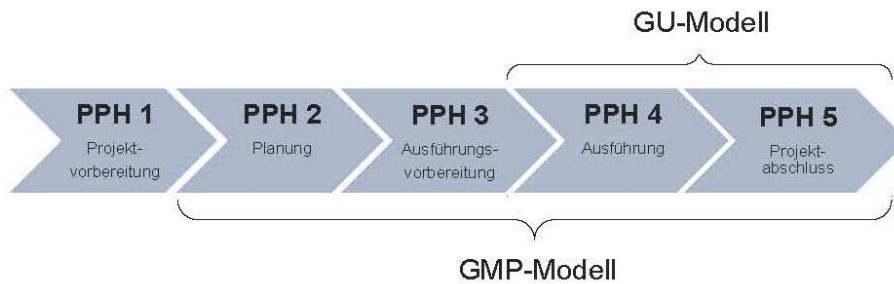 GU-Modell
PPH 1
Projekt-
vorbereitung
PPH 2
Planung
PPH 3
Ausführungs-
vorbereitung
PPH 4
Ausführung
PPH 5
Projekt-
abschluss
GMP-Modell